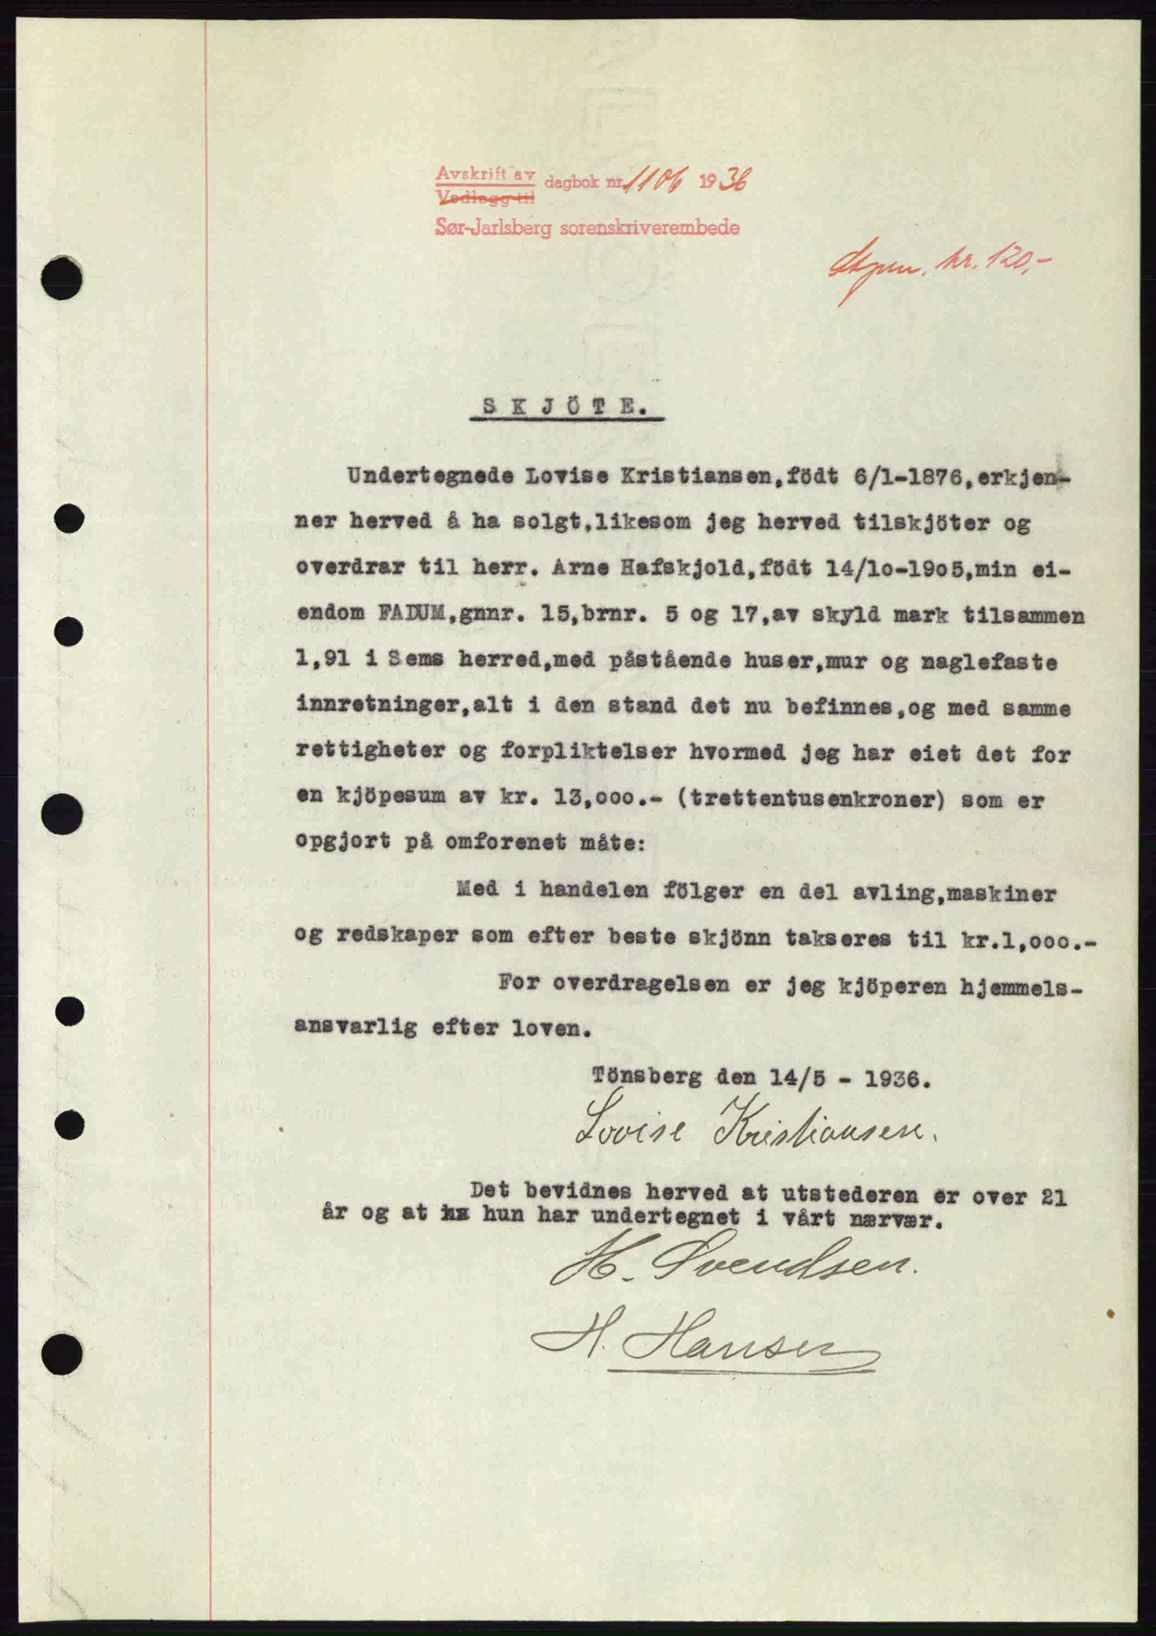 Avskrift av
Vedlegg til
dagbok nr. 1106 1936
Sør-Jarlsberg sorenskriverembede
kr. 120,-
SKJÖTE.
Undertegnede Lovise Kristiansen,födt 6/1-1876,erkjen-
ner herved å ha solgt,likesom jeg herved tilskjöter og
overdrar til herr. Arne Hafskjold,födt 14/10-1905,min ei-
endom FADUM,gnnr. 15,brnr. 5 og 17,av skyld mark tilsammen
1,91 i Sems herred,med påstående huser,mur og naglefaste
innretninger,alt i den stand det nu befinnes,og med samme
rettigheter og forpliktelser hvormed jeg har eiet det for
en kjöpesum av kr. 13,ooo.- (trettentusenkroner) som er
opgjort på omforenet måte:
Med i handelen fölger en del avling,maskiner
og redskaper som efter beste skjönn takseres til kr.1,ooo.-
For overdragelsen er jeg kjöperen hjemmels-
ansvarlig efter loven.
Tönsberg den 14/5 - 1936.
Lovise Kristiansen.
Det bevidnes herved at utstederen er over 21
år og at hun har undertegnet i vårt nærvær.
H. Svendsen.
H. Hansen